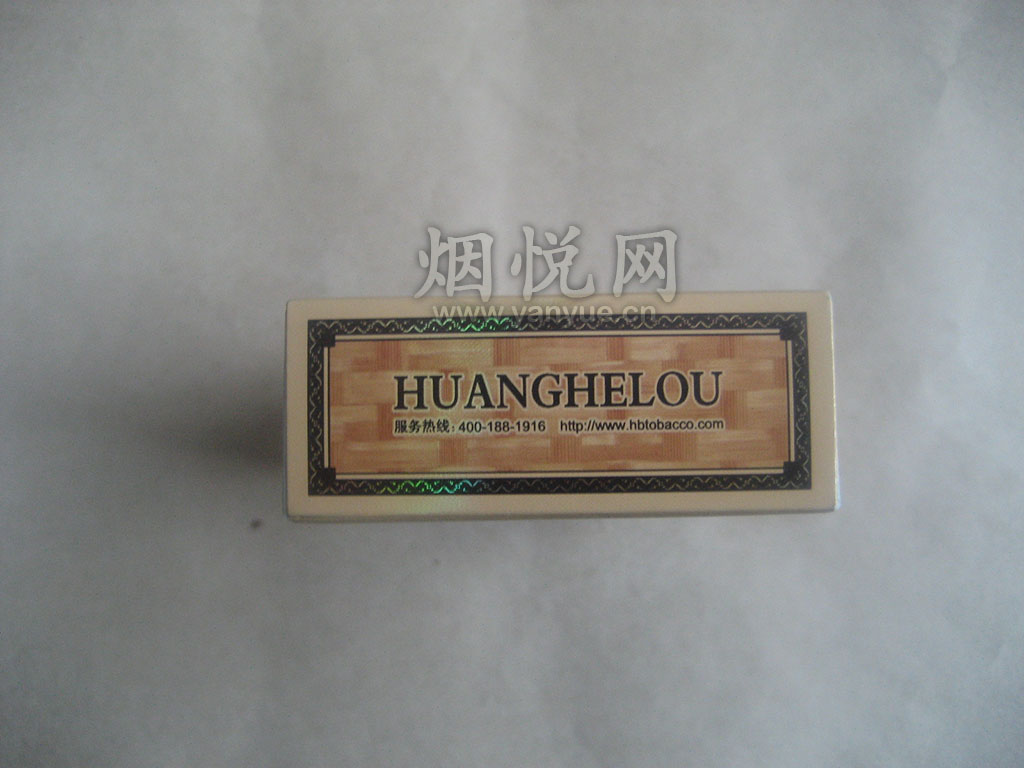 烟悦网
www.yanyue.cn
HUANGHELOU
服务热线:400-188-1916 http://www.hbtobacco.com